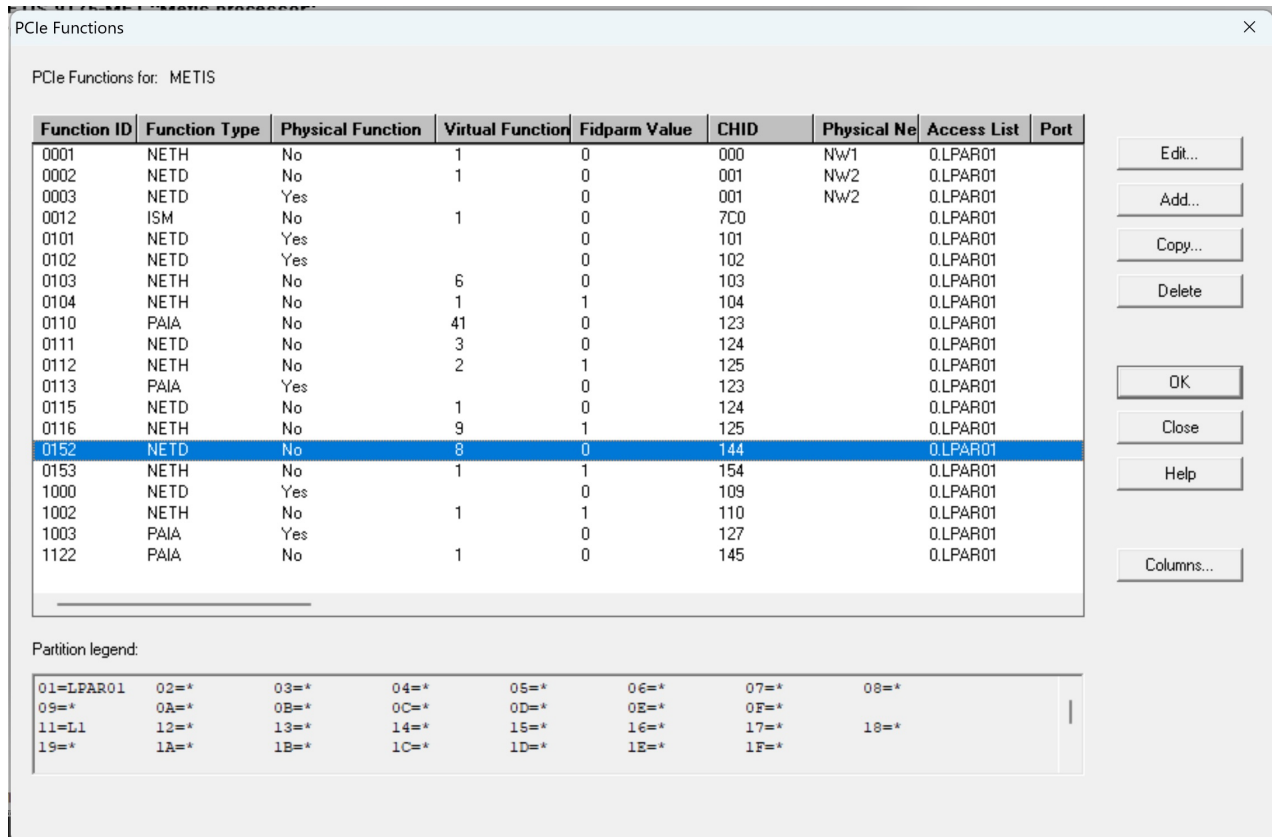 PCIe Functions
PCIe Functions for: METIS
Function ID Function Type Physical Function Virtual Function Fidparm Value CHID Physical Ne Access List Port
0001 NETH No 1 0 000 NW1 0.LPAR01
0002 NETD No 1 0 001 NW2 0.LPAR01
0003 NETD Yes 0 001 NW2 0.LPAR01
0012 ISM No 1 0 7C0 0.LPAR01
0101 NETD Yes 0 101 0.LPAR01
0102 NETD Yes 0 102 0.LPAR01
0103 NETH No 6 0 103 0.LPAR01
0104 NETH No 1 1 104 0.LPAR01
0110 PAIA No 41 0 123 0.LPAR01
0111 NETD No 3 0 124 0.LPAR01
0112 NETH No 2 1 125 0.LPAR01
0113 PAIA Yes 0 123 0.LPAR01
0115 NETD No 1 0 124 0.LPAR01
0116 NETH No 9 1 125 0.LPAR01
0152 NETD No 8 0 144 0.LPAR01
0153 NETH No 1 1 154 0.LPAR01
1000 NETD Yes 0 109 0.LPAR01
1002 NETH No 1 1 110 0.LPAR01
1003 PAIA Yes 0 127 0.LPAR01
1122 PAIA No 1 0 145 0.LPAR01
Edit...
Add...
Copy...
Delete
OK
Close
Help
Columns...
Partition legend:
01=LPAR01 02=* 03=* 04=* 05=* 06=* 07=* 08=*
09=* 0A=* 0B=* 0C=* 0D=* 0E=* 0F=*
11=L1 12=* 13=* 14=* 15=* 16=* 17=* 18=*
19=* 1A=* 1B=* 1C=* 1D=* 1E=* 1F=*